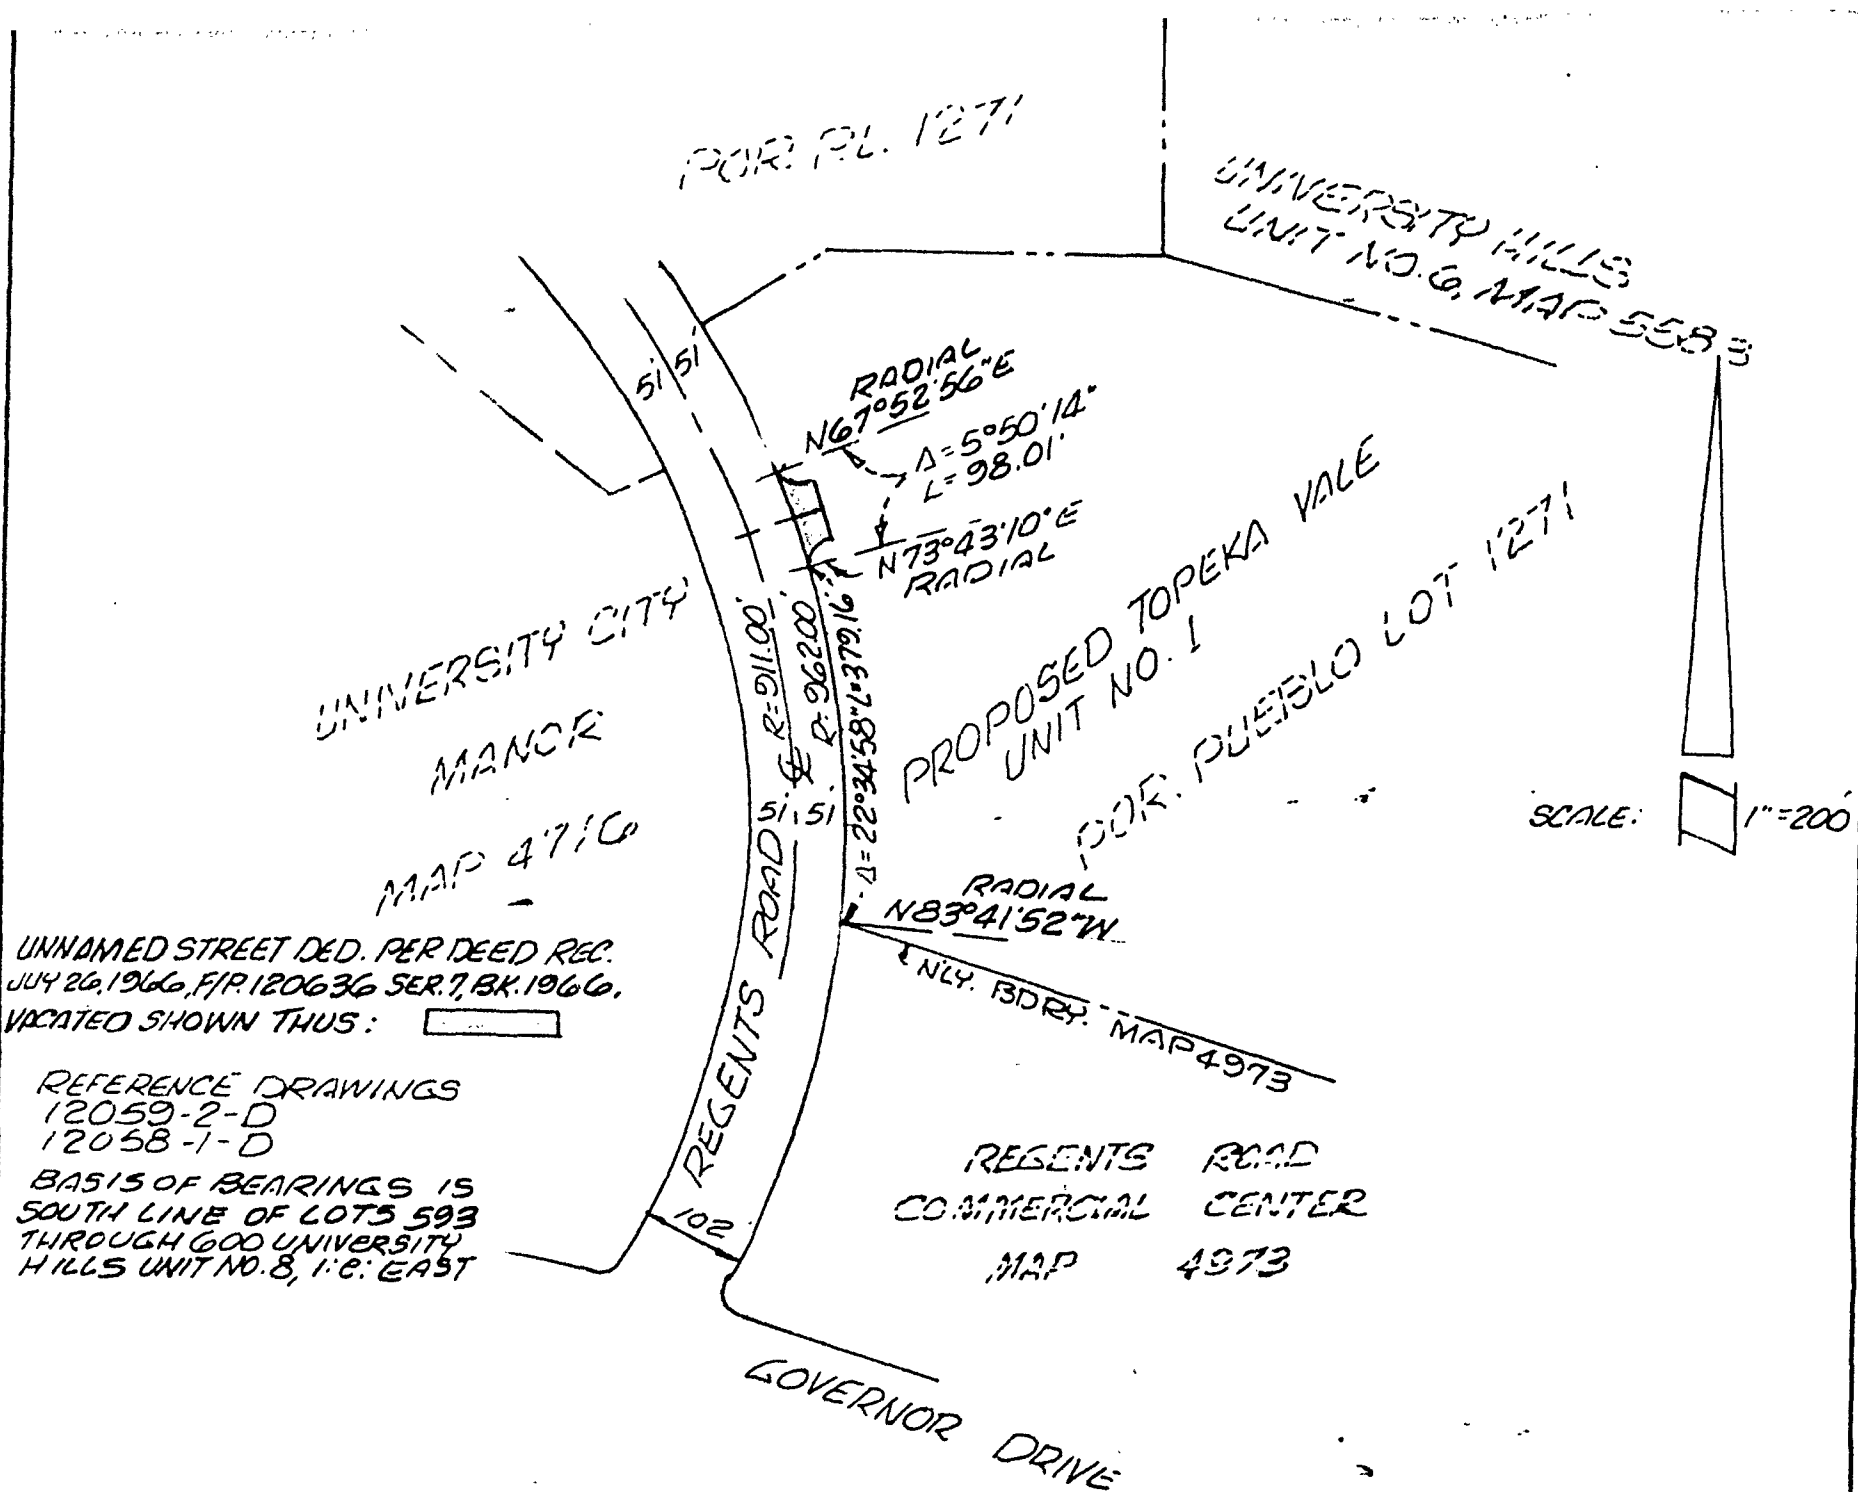 POR. P.L. 1271
UNIVERSITY HILLS
UNIT NO. 6, MAP 5583
51' 51'
RADIAL
N67°52'56"E
Δ=5°50'14"
L=98.01'
N73°43'10"E
RADIAL
UNIVERSITY CITY
MANOR
MAP 4716
R=911.00'
℄
R=962.00'
Δ=22°34'58" L=379.16'
PROPOSED TOPEKA VALE
UNIT NO. 1
POR. PUEBLO LOT 1271
SCALE: 1"=200'
51' 51'
RADIAL
N83°41'52"W
NLY. BDRY. MAP 4973
REGENTS ROAD
UNNAMED STREET DED. PER DEED REC.
JULY 26, 1966, F/P. 120636 SER. 7, BK. 1966.
VACATED SHOWN THUS:
REFERENCE DRAWINGS
12059-2-D
12058-1-D
BASIS OF BEARINGS IS
SOUTH LINE OF LOTS 593
THROUGH 600 UNIVERSITY
HILLS UNIT NO. 8, i.e. EAST
102'
REGENTS ROAD
COMMERCIAL CENTER
MAP 4973
GOVERNOR DRIVE